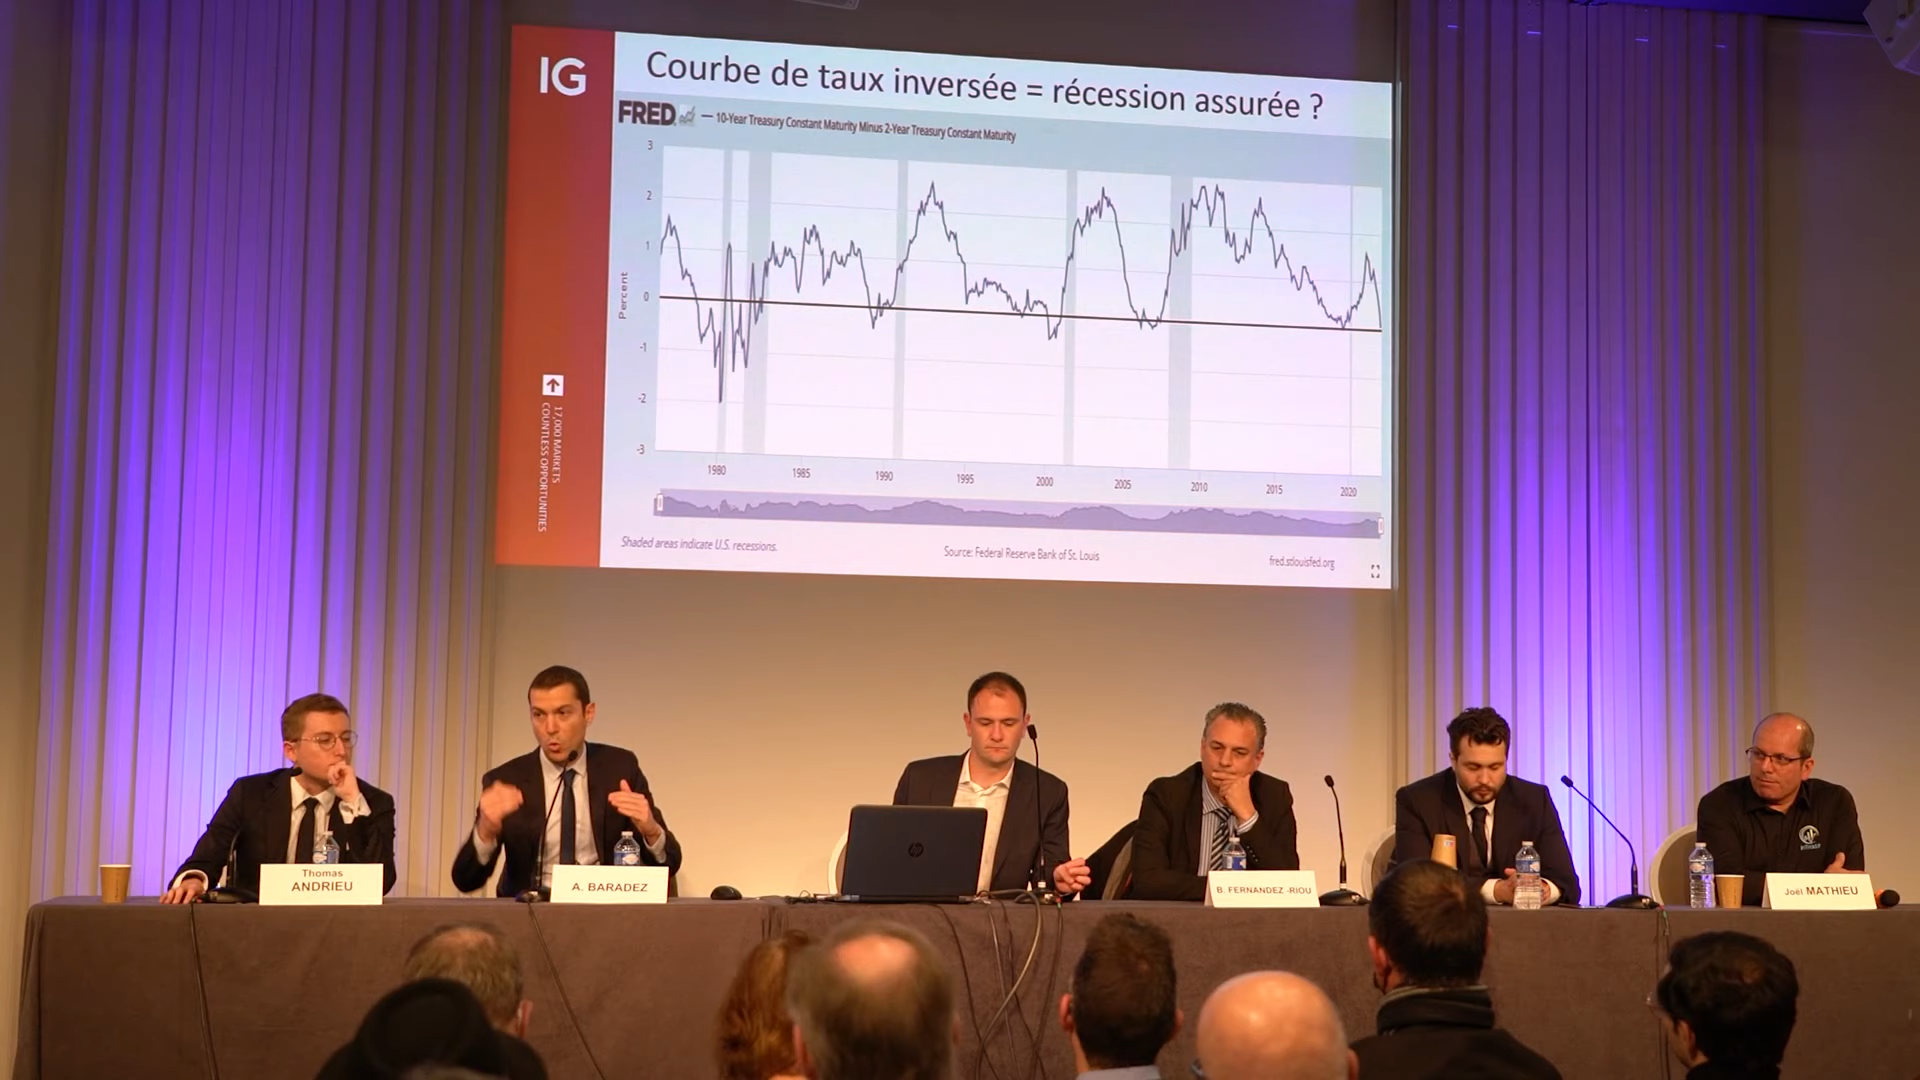 IG
Courbe de taux inversée = récession assurée ?
FRED — 10-Year Treasury Constant Maturity Minus 2-Year Treasury Constant Maturity
3
2
1
0
-1
-2
-3
Percent
1980 1985 1990 1995 2000 2005 2010 2015 2020
17,000 MARKETS
COUNTLESS OPPORTUNITIES
Shaded areas indicate U.S. recessions.
Source: Federal Reserve Bank of St. Louis
fred.stlouisfed.org
hp
Thomas
ANDRIEU
A. BARADEZ
B. FERNANDEZ -RIOU
Joël MATHIEU